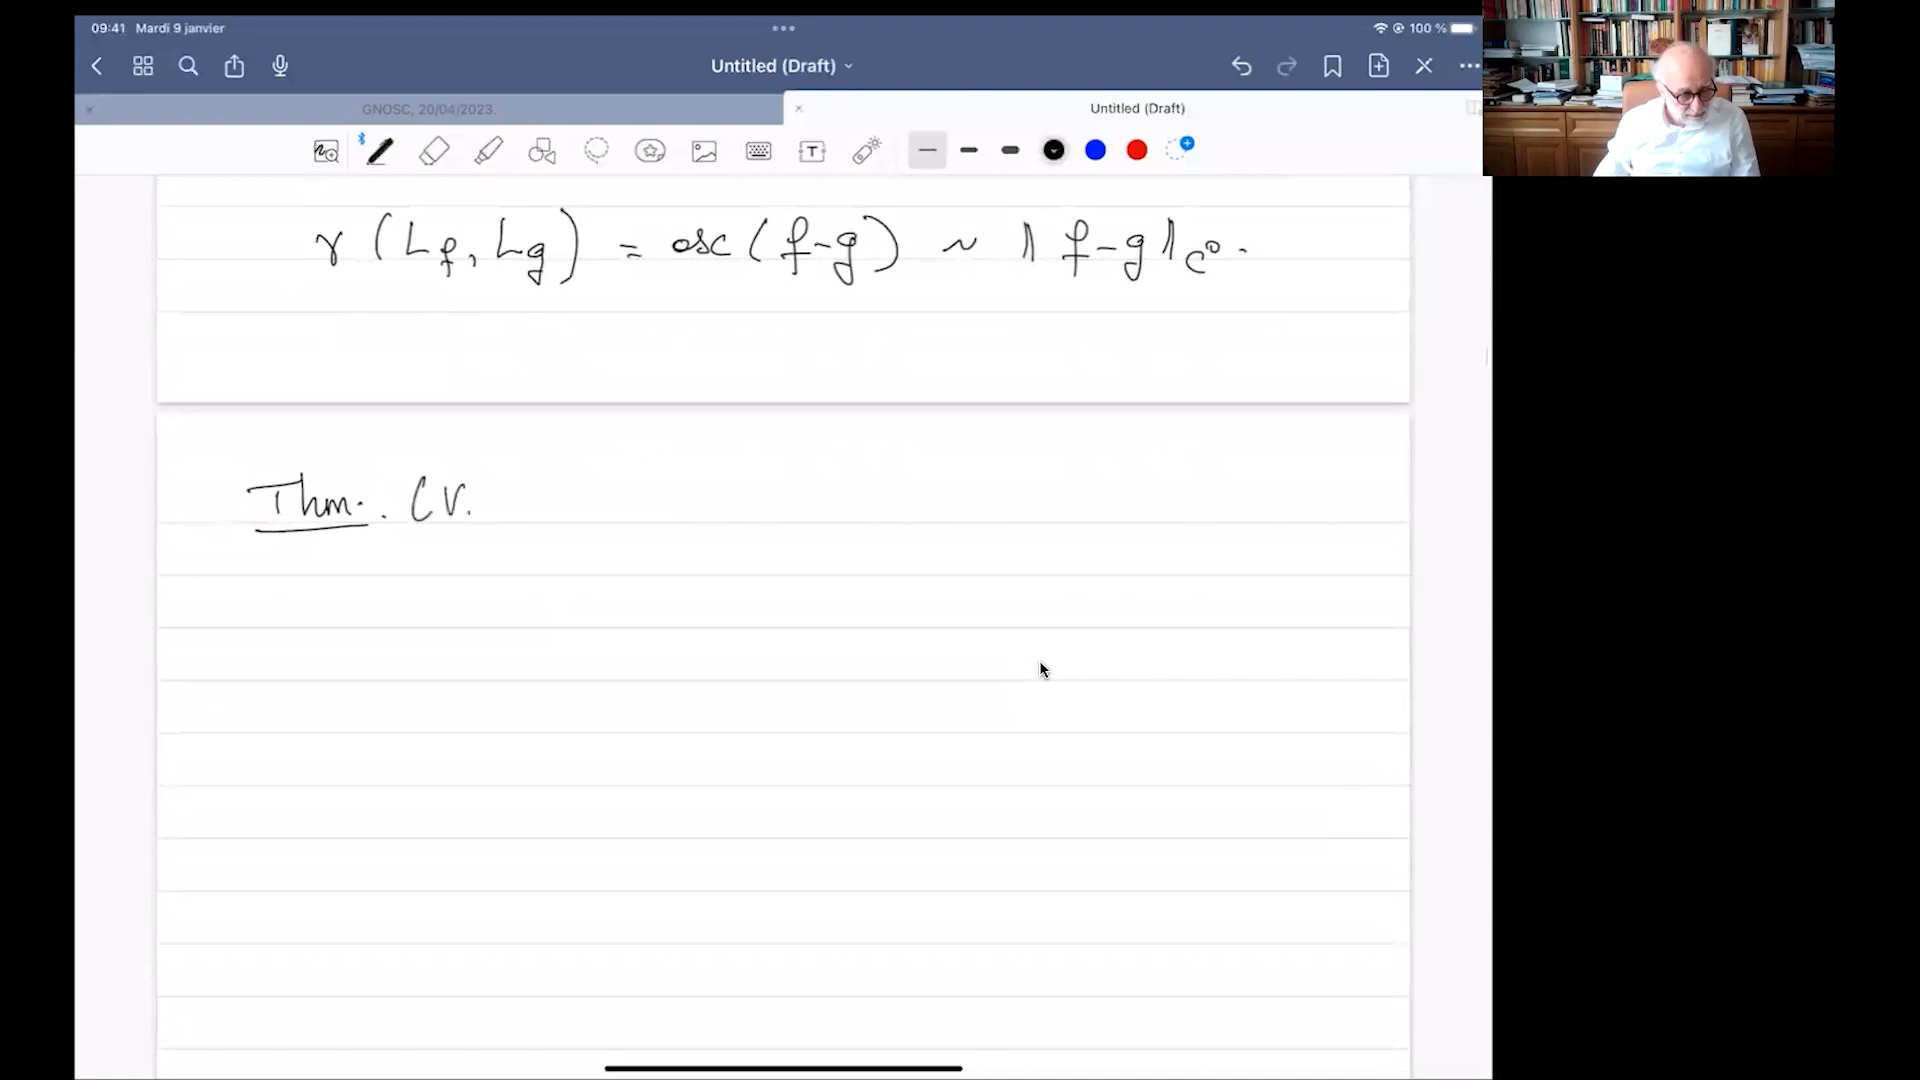 09:41 Mardi 9 janvier
100 %
Untitled (Draft)
GNOSC, 20/04/2023.
Untitled (Draft)
T
γ (L_f, L_g) = osc (f-g) ~ ‖ f-g ‖_{C^0}.
Thm. . CV.